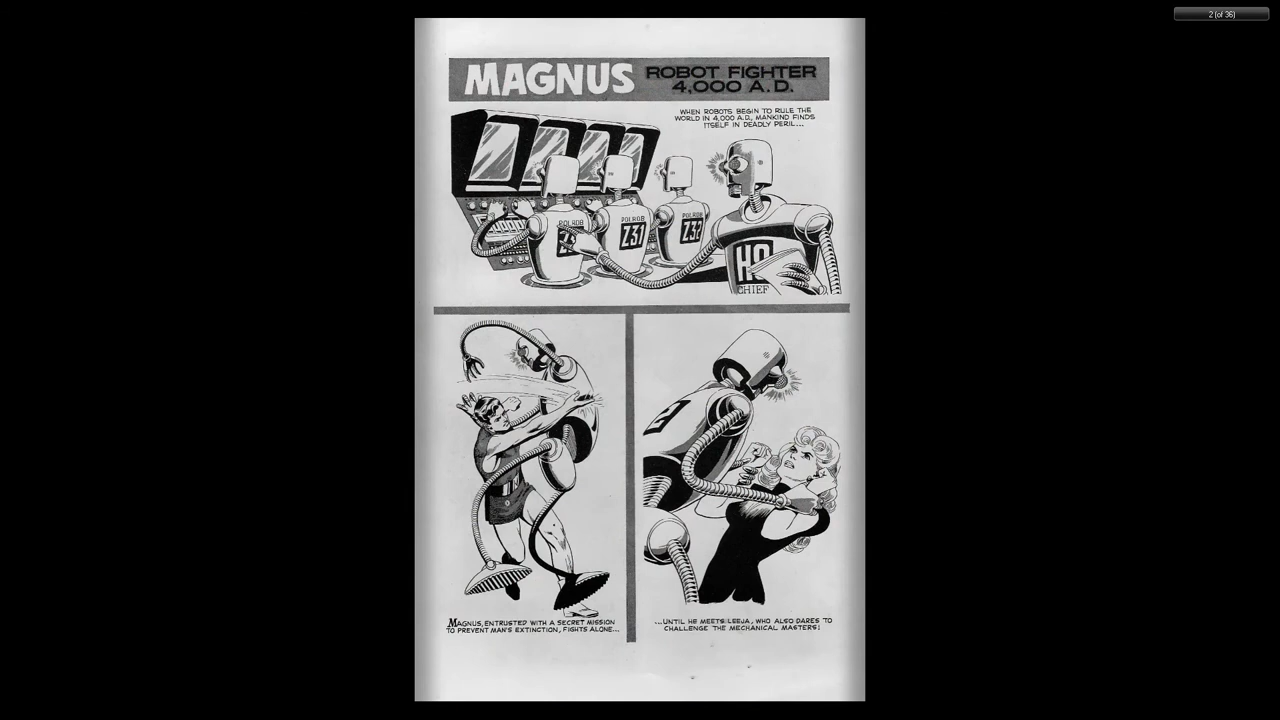 2 (of 36)
MAGNUS ROBOT FIGHTER
4,000 A.D.
WHEN ROBOTS BEGIN TO RULE THE
WORLD IN 4,000 A.D., MANKIND FINDS
ITSELF IN DEADLY PERIL...
POLROB
POLROB
Z31
POLROB
HQ
CHIEF
MAGNUS, ENTRUSTED WITH A SECRET MISSION
TO PREVENT MAN'S EXTINCTION, FIGHTS ALONE...
...UNTIL HE MEETS LEEJA, WHO ALSO DARES TO
CHALLENGE THE MECHANICAL MASTERS!